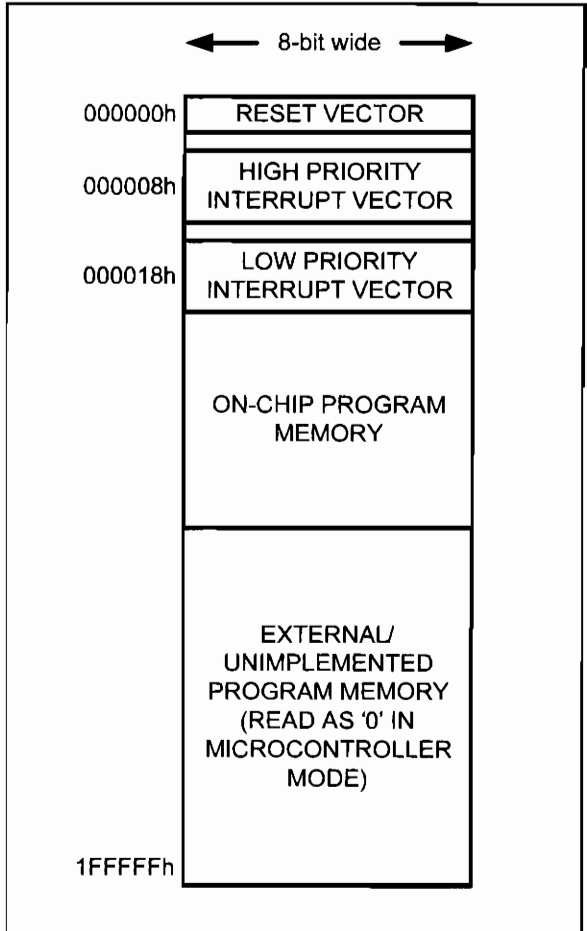 8-bit wide
000000h
RESET VECTOR
000008h
HIGH PRIORITY
INTERRUPT VECTOR
000018h
LOW PRIORITY
INTERRUPT VECTOR
ON-CHIP PROGRAM
MEMORY
EXTERNAL/
UNIMPLEMENTED
PROGRAM MEMORY
(READ AS '0' IN
MICROCONTROLLER
MODE)
1FFFFFh